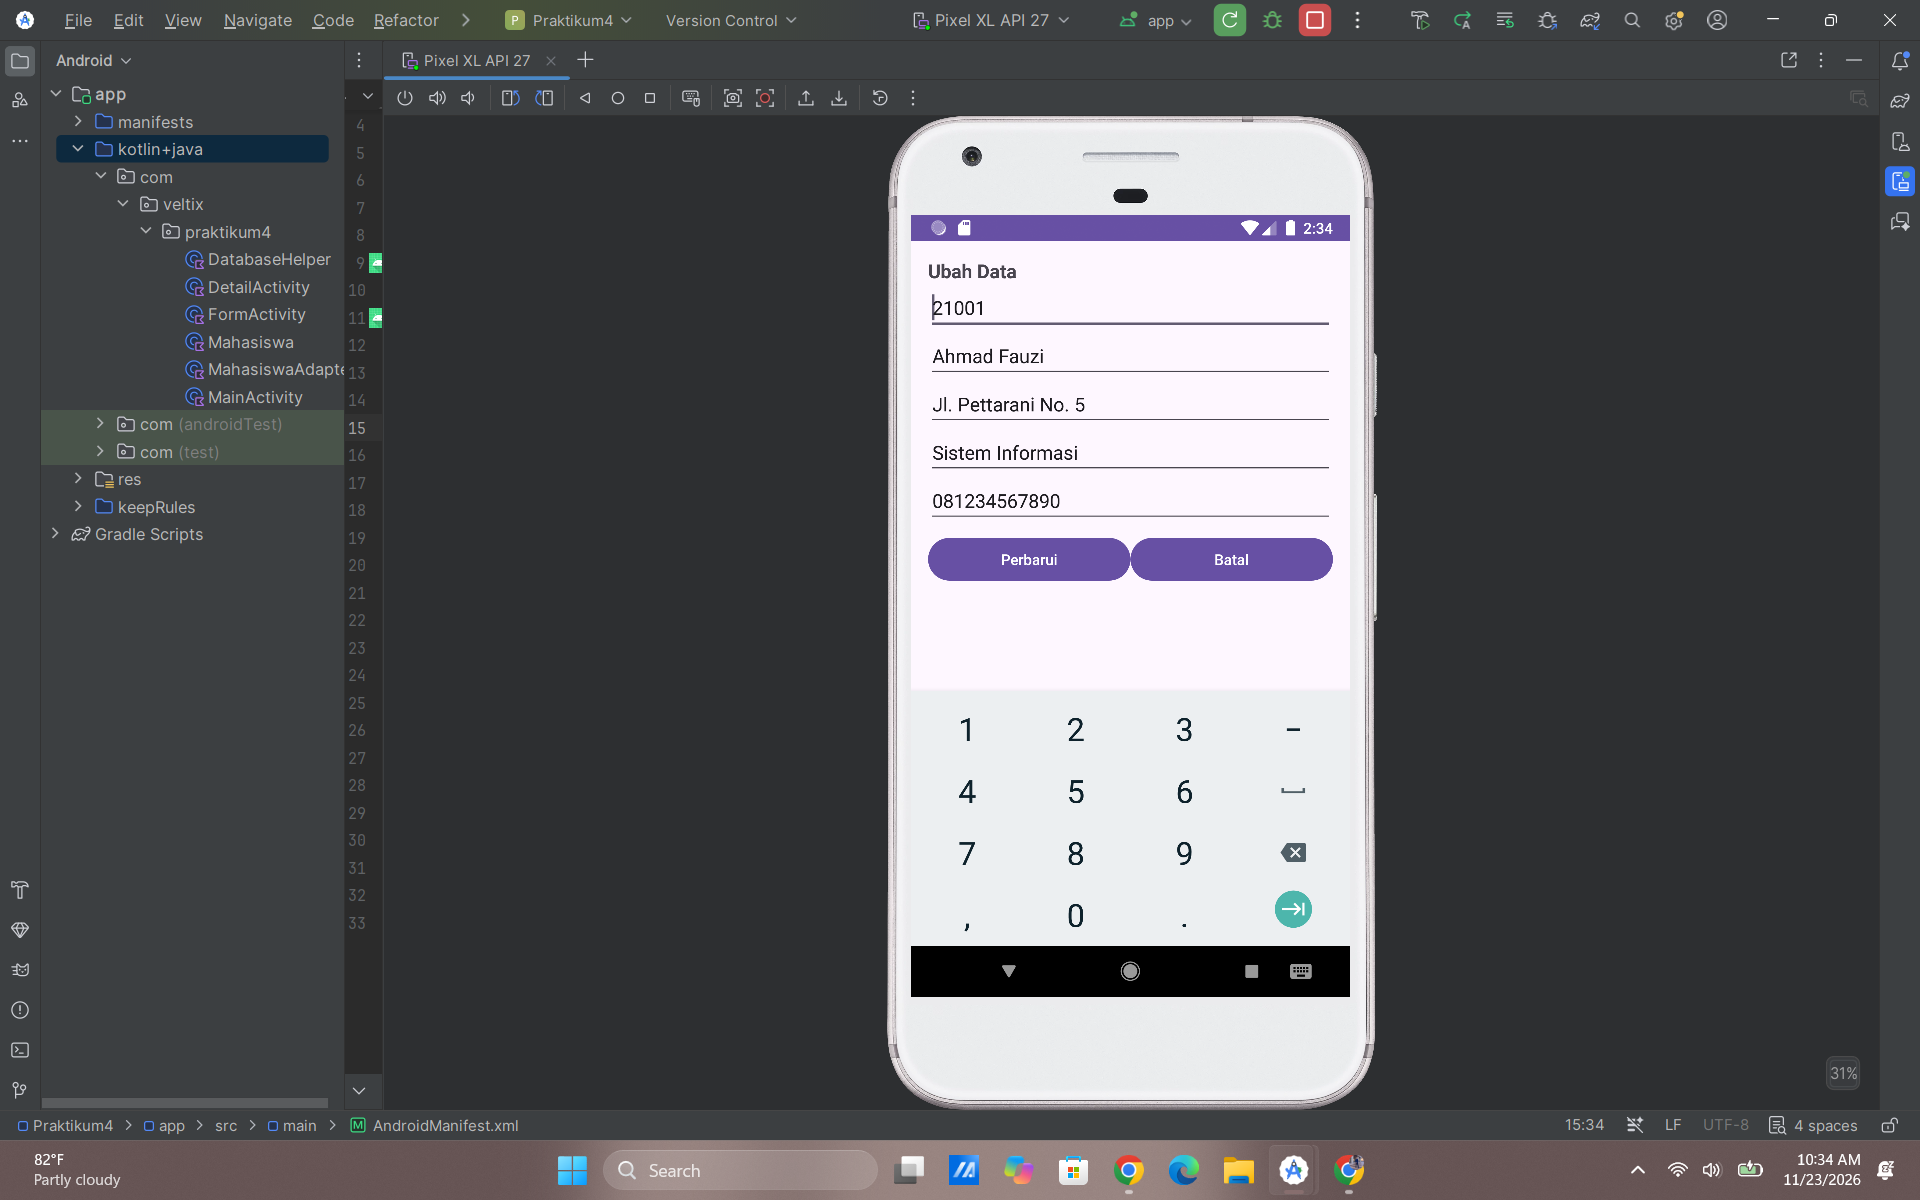 File Edit View Navigate Code Refactor P Praktikum4 Version Control Pixel XL API 27 app
Android
Pixel XL API 27
app
manifests
kotlin+java
com
veltix
praktikum4
DatabaseHelper
DetailActivity
FormActivity
Mahasiswa
MahasiswaAdapte
MainActivity
com (androidTest)
com (test)
res
keepRules
Gradle Scripts
4
5
6
7
8
9
10
11
12
13
14
15
16
17
18
19
20
21
22
23
24
25
26
27
28
29
30
31
32
33
2:34
Ubah Data
21001
Ahmad Fauzi
Jl. Pettarani No. 5
Sistem Informasi
081234567890
Perbarui Batal
1 2 3 -
4 5 6
7 8 9
, 0 .
31%
Praktikum4 app src main M AndroidManifest.xml 15:34 LF UTF-8 4 spaces
82°F
Partly cloudy
Search
10:34 AM
11/23/2026